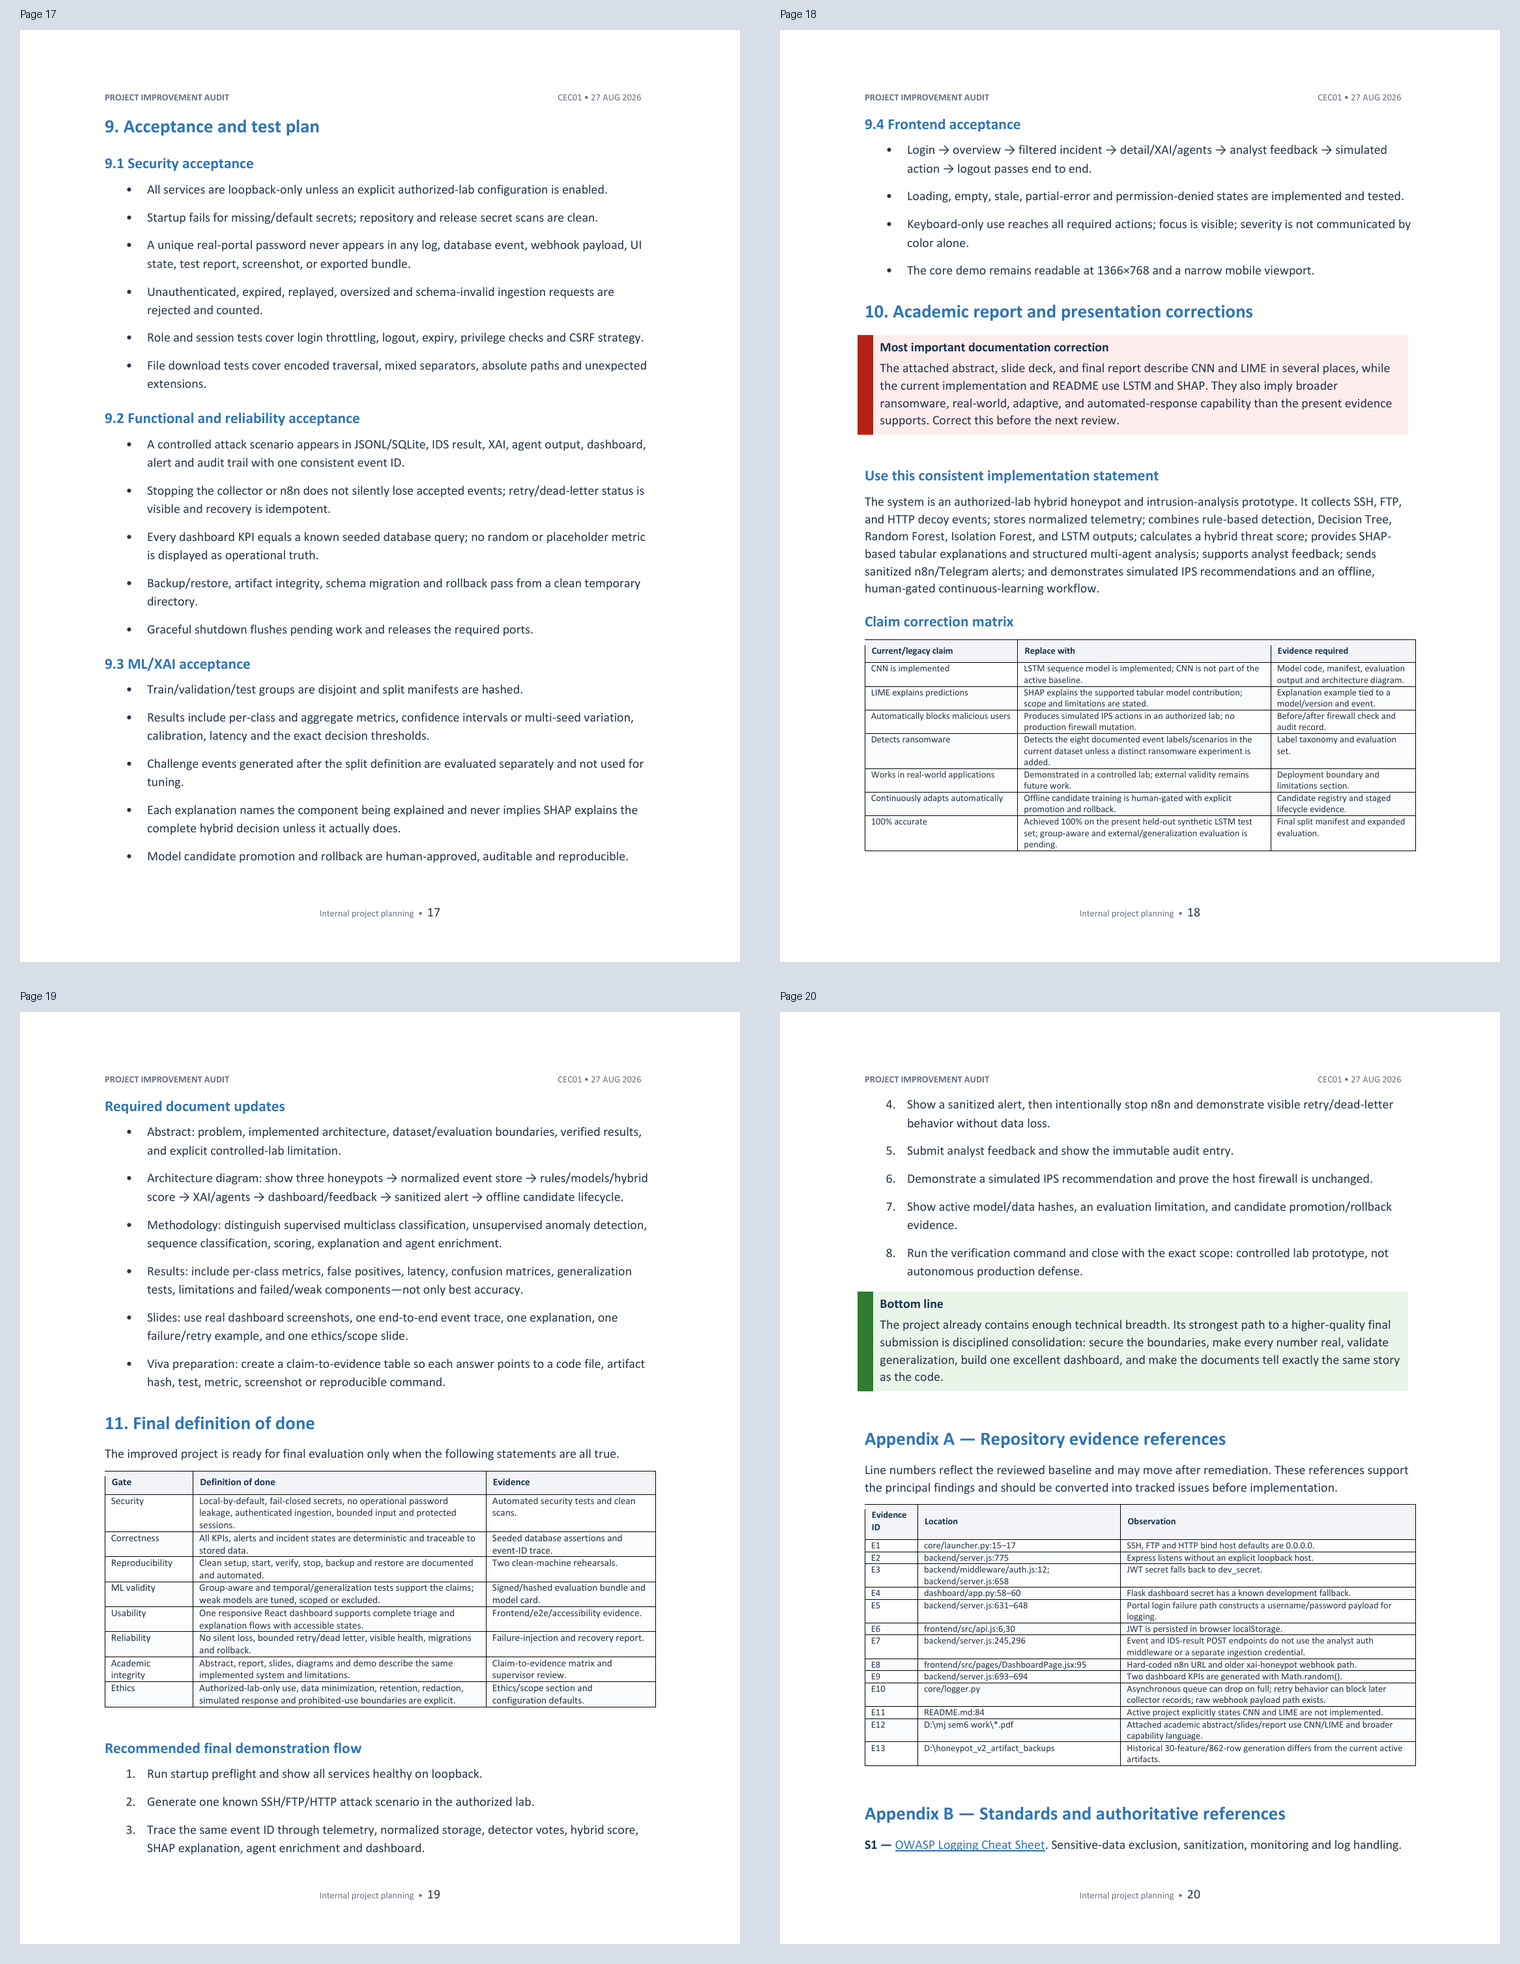 Page 17
PROJECT IMPROVEMENT AUDIT CEC01 • 27 AUG 2026
9. Acceptance and test plan
9.1 Security acceptance
• All services are loopback-only unless an explicit authorized-lab configuration is enabled.
• Startup fails for missing/default secrets; repository and release secret scans are clean.
• A unique real-portal password never appears in any log, database event, webhook payload, UI
state, test report, screenshot, or exported bundle.
• Unauthenticated, expired, replayed, oversized and schema-invalid ingestion requests are
rejected and counted.
• Role and session tests cover login throttling, logout, expiry, privilege checks and CSRF strategy.
• File download tests cover encoded traversal, mixed separators, absolute paths and unexpected
extensions.
9.2 Functional and reliability acceptance
• A controlled attack scenario appears in JSONL/SQLite, IDS result, XAI, agent output, dashboard,
alert and audit trail with one consistent event ID.
• Stopping the collector or n8n does not silently lose accepted events; retry/dead-letter status is
visible and recovery is idempotent.
• Every dashboard KPI equals a known seeded database query; no random or placeholder metric
is displayed as operational truth.
• Backup/restore, artifact integrity, schema migration and rollback pass from a clean temporary
directory.
• Graceful shutdown flushes pending work and releases the required ports.
9.3 ML/XAI acceptance
• Train/validation/test groups are disjoint and split manifests are hashed.
• Results include per-class and aggregate metrics, confidence intervals or multi-seed variation,
calibration, latency and the exact decision thresholds.
• Challenge events generated after the split definition are evaluated separately and not used for
tuning.
• Each explanation names the component being explained and never implies SHAP explains the
complete hybrid decision unless it actually does.
• Model candidate promotion and rollback are human-approved, auditable and reproducible.
Internal project planning • 17
Page 18
PROJECT IMPROVEMENT AUDIT CEC01 • 27 AUG 2026
9.4 Frontend acceptance
• Login → overview → filtered incident → detail/XAI/agents → analyst feedback → simulated
action → logout passes end to end.
• Loading, empty, stale, partial-error and permission-denied states are implemented and tested.
• Keyboard-only use reaches all required actions; focus is visible; severity is not communicated by
color alone.
• The core demo remains readable at 1366×768 and a narrow mobile viewport.
10. Academic report and presentation corrections
Most important documentation correction
The attached abstract, slide deck, and final report describe CNN and LIME in several places, while
the current implementation and README use LSTM and SHAP. They also imply broader
ransomware, real-world, adaptive, and automated-response capability than the present evidence
supports. Correct this before the next review.
Use this consistent implementation statement
The system is an authorized-lab hybrid honeypot and intrusion-analysis prototype. It collects SSH, FTP,
and HTTP decoy events; stores normalized telemetry; combines rule-based detection, Decision Tree,
Random Forest, Isolation Forest, and LSTM outputs; calculates a hybrid threat score; provides SHAP-
based tabular explanations and structured multi-agent analysis; supports analyst feedback; sends
sanitized n8n/Telegram alerts; and demonstrates simulated IPS recommendations and an offline,
human-gated continuous-learning workflow.
Claim correction matrix
Current/legacy claim Replace with Evidence required
CNN is implemented LSTM sequence model is implemented; CNN is not part of the Model code, manifest, evaluation
active baseline. output and architecture diagram.
LIME explains predictions SHAP explains the supported tabular model contribution; Explanation example tied to a
scope and limitations are stated. model/version and event.
Automatically blocks malicious users Produces simulated IPS actions in an authorized lab; no Before/after firewall check and
production firewall mutation. audit record.
Detects ransomware Detects the eight documented event labels/scenarios in the Label taxonomy and evaluation
current dataset unless a distinct ransomware experiment is set.
added.
Works in real-world applications Demonstrated in a controlled lab; external validity remains Deployment boundary and
future work. limitations section.
Continuously adapts automatically Offline candidate training is human-gated with explicit Candidate registry and staged
promotion and rollback. lifecycle evidence.
100% accurate Achieved 100% on the present held-out synthetic LSTM test Final split manifest and expanded
set; group-aware and external/generalization evaluation is evaluation.
pending.
Internal project planning • 18
Page 19
PROJECT IMPROVEMENT AUDIT CEC01 • 27 AUG 2026
Required document updates
• Abstract: problem, implemented architecture, dataset/evaluation boundaries, verified results,
and explicit controlled-lab limitation.
• Architecture diagram: show three honeypots → normalized event store → rules/models/hybrid
score → XAI/agents → dashboard/feedback → sanitized alert → offline candidate lifecycle.
• Methodology: distinguish supervised multiclass classification, unsupervised anomaly detection,
sequence classification, scoring, explanation and agent enrichment.
• Results: include per-class metrics, false positives, latency, confusion matrices, generalization
tests, limitations and failed/weak components—not only best accuracy.
• Slides: use real dashboard screenshots, one end-to-end event trace, one explanation, one
failure/retry example, and one ethics/scope slide.
• Viva preparation: create a claim-to-evidence table so each answer points to a code file, artifact
hash, test, metric, screenshot or reproducible command.
11. Final definition of done
The improved project is ready for final evaluation only when the following statements are all true.
Gate Definition of done Evidence
Security Local-by-default, fail-closed secrets, no operational password Automated security tests and clean
leakage, authenticated ingestion, bounded input and protected scans.
sessions.
Correctness All KPIs, alerts and incident states are deterministic and traceable to Seeded database assertions and
stored data. event-ID trace.
Reproducibility Clean setup, start, verify, stop, backup and restore are documented Two clean-machine rehearsals.
and automated.
ML validity Group-aware and temporal/generalization tests support the claims; Signed/hashed evaluation bundle and
weak models are tuned, scoped or excluded. model card.
Usability One responsive React dashboard supports complete triage and Frontend/e2e/accessibility evidence.
explanation flows with accessible states.
Reliability No silent loss, bounded retry/dead letter, visible health, migrations Failure-injection and recovery report.
and rollback.
Academic Abstract, report, slides, diagrams and demo describe the same Claim-to-evidence matrix and
integrity implemented system and limitations. supervisor review.
Ethics Authorized-lab-only use, data minimization, retention, redaction, Ethics/scope section and
simulated response and prohibited-use boundaries are explicit. configuration defaults.
Recommended final demonstration flow
1. Run startup preflight and show all services healthy on loopback.
2. Generate one known SSH/FTP/HTTP attack scenario in the authorized lab.
3. Trace the same event ID through telemetry, normalized storage, detector votes, hybrid score,
SHAP explanation, agent enrichment and dashboard.
Internal project planning • 19
Page 20
PROJECT IMPROVEMENT AUDIT CEC01 • 27 AUG 2026
4. Show a sanitized alert, then intentionally stop n8n and demonstrate visible retry/dead-letter
behavior without data loss.
5. Submit analyst feedback and show the immutable audit entry.
6. Demonstrate a simulated IPS recommendation and prove the host firewall is unchanged.
7. Show active model/data hashes, an evaluation limitation, and candidate promotion/rollback
evidence.
8. Run the verification command and close with the exact scope: controlled lab prototype, not
autonomous production defense.
Bottom line
The project already contains enough technical breadth. Its strongest path to a higher-quality final
submission is disciplined consolidation: secure the boundaries, make every number real, validate
generalization, build one excellent dashboard, and make the documents tell exactly the same story
as the code.
Appendix A — Repository evidence references
Line numbers reflect the reviewed baseline and may move after remediation. These references support
the principal findings and should be converted into tracked issues before implementation.
Evidence Location Observation
ID
E1 core/launcher.py:15–17 SSH, FTP and HTTP bind host defaults are 0.0.0.0.
E2 backend/server.js:775 Express listens without an explicit loopback host.
E3 backend/middleware/auth.js:12; JWT secret falls back to dev_secret.
backend/server.js:658
E4 dashboard/app.py:58–60 Flask dashboard secret has a known development fallback.
E5 backend/server.js:631–648 Portal login failure path constructs a username/password payload for
logging.
E6 frontend/src/api.js:6,30 JWT is persisted in browser localStorage.
E7 backend/server.js:245,296 Event and IDS-result POST endpoints do not use the analyst auth
middleware or a separate ingestion credential.
E8 frontend/src/pages/DashboardPage.jsx:95 Hard-coded n8n URL and older xai-honeypot webhook path.
E9 backend/server.js:693–694 Two dashboard KPIs are generated with Math.random().
E10 core/logger.py Asynchronous queue can drop on full; retry behavior can block later
collector records; raw webhook payload path exists.
E11 README.md:84 Active project explicitly states CNN and LIME are not implemented.
E12 D:\mj sem6 work\*.pdf Attached academic abstract/slides/report use CNN/LIME and broader
capability language.
E13 D:\honeypot_v2_artifact_backups Historical 30-feature/862-row generation differs from the current active
artifacts.
Appendix B — Standards and authoritative references
S1 — OWASP Logging Cheat Sheet. Sensitive-data exclusion, sanitization, monitoring and log handling.
Internal project planning • 20